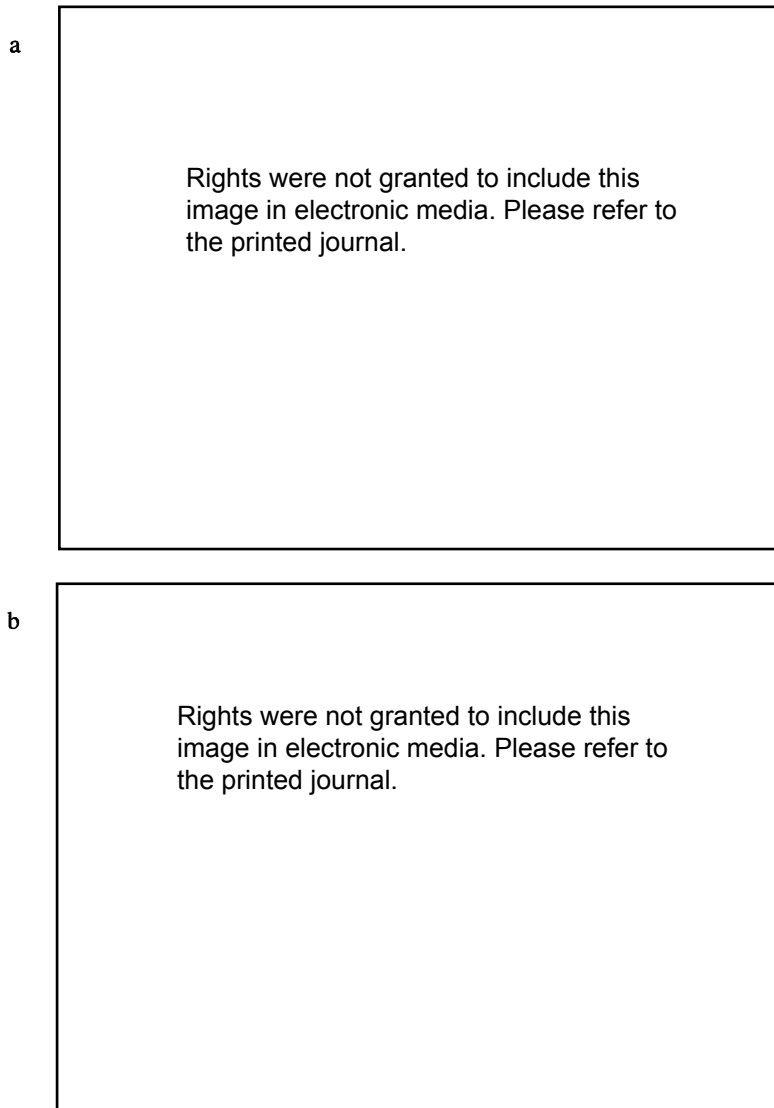 a
Rights were not granted to include this
image in electronic media. Please refer to
the printed journal.
b
Rights were not granted to include this
image in electronic media. Please refer to
the printed journal.